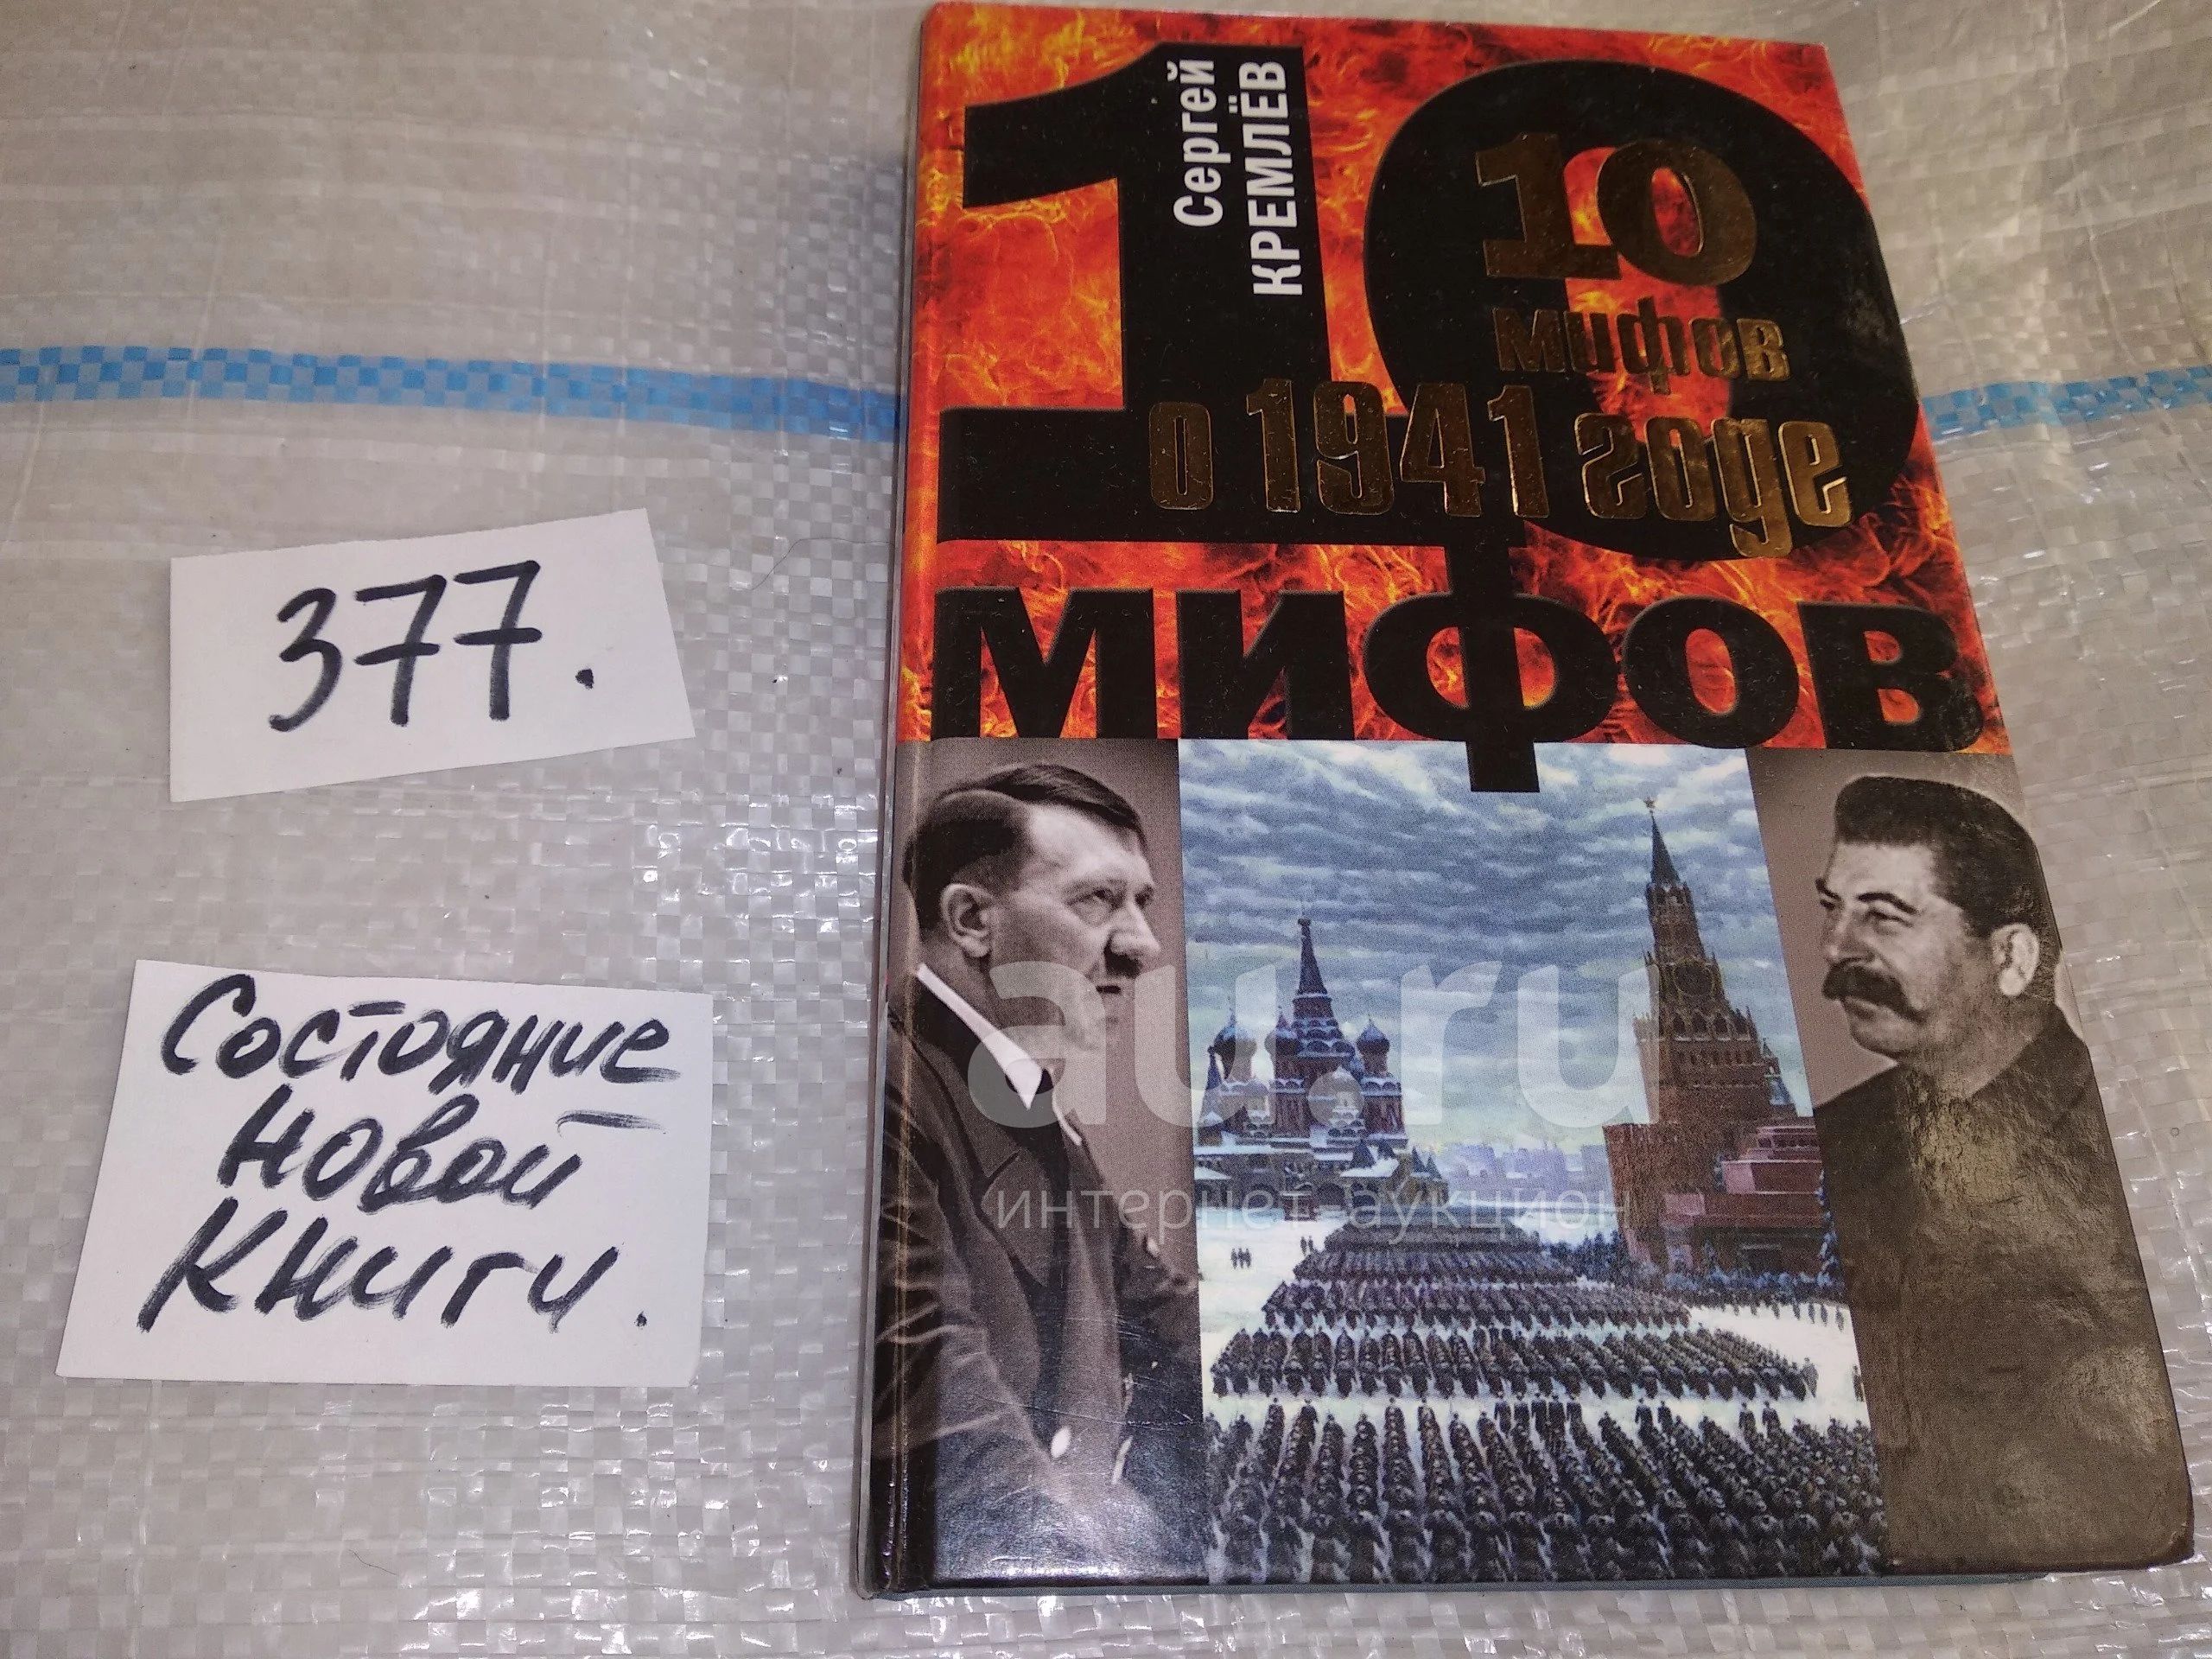 Сергей
КРЕМЛЁВ
10
10
мифов
о 1941 годе
мифов
377.
Состояние
новой
книги.
au.ru
интернет-аукцион